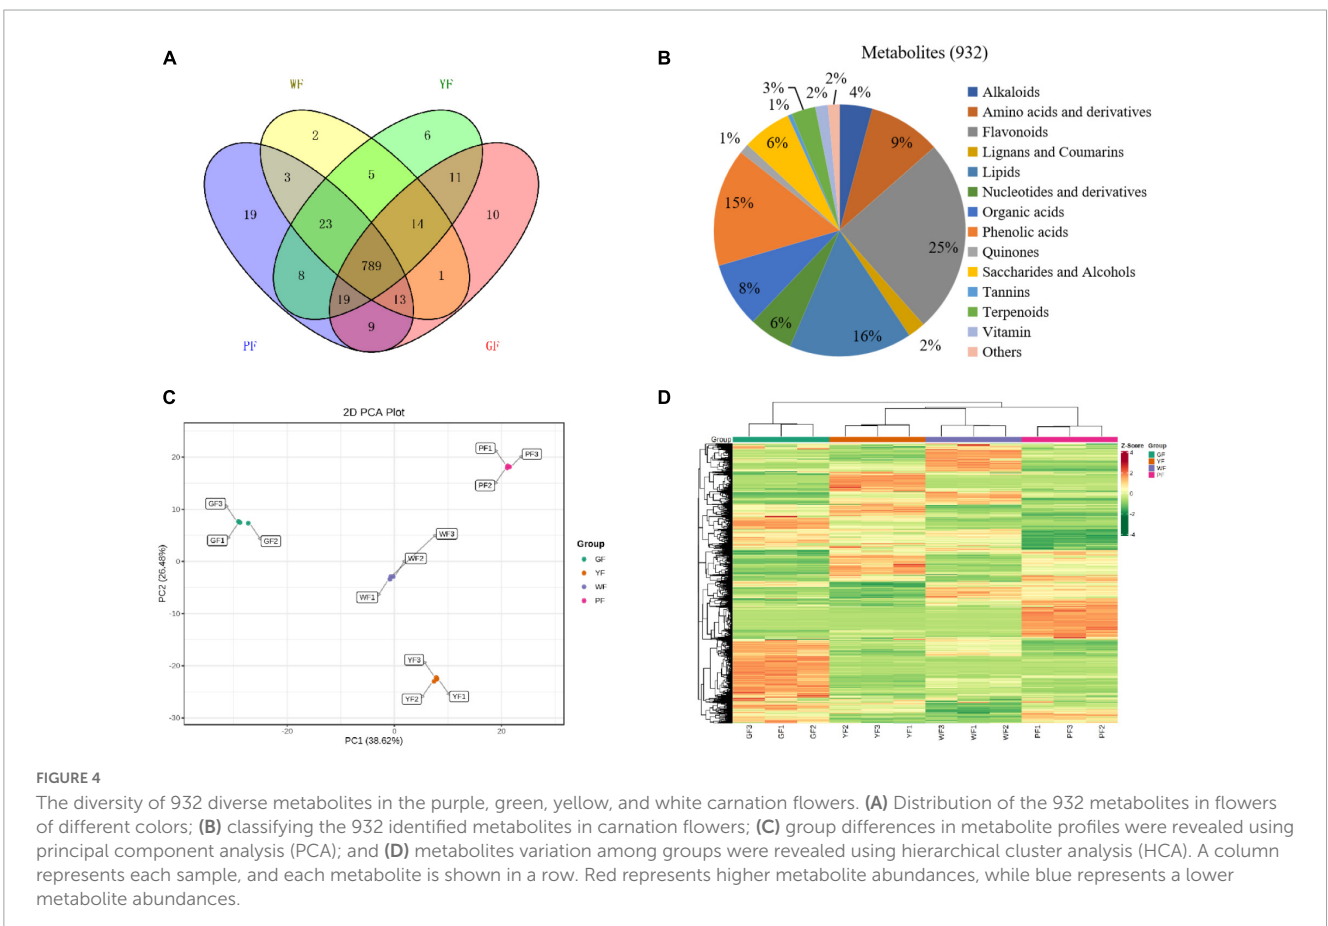 A
WF
YF
2
6
3
5
11
19
23
14
10
8
789
1
19
13
9
PF
GF
B
Metabolites (932)
2%
3%
2%
4%
1%
9%
1%
6%
15%
25%
8%
6%
16%
2%
Alkaloids
Amino acids and derivatives
Flavonoids
Lignans and Coumarins
Lipids
Nucleotides and derivatives
Organic acids
Phenolic acids
Quinones
Saccharides and Alcohols
Tannins
Terpenoids
Vitamin
Others
C
2D PCA Plot
PC2 (26.48%)
20
10
0
-10
-20
-30
PF1
PF3
PF2
GF3
GF1
GF2
WF3
WF2
WF1
YF3
YF2
YF1
-20
0
20
PC1 (38.62%)
Group
GF
YF
WF
PF
D
Group
Z-Score
4
2
0
-2
-4
Group
GF
YF
WF
PF
GF3
GF1
GF2
YF2
YF3
YF1
WF3
WF1
WF2
PF1
PF3
PF2
FIGURE 4
The diversity of 932 diverse metabolites in the purple, green, yellow, and white carnation flowers. (A) Distribution of the 932 metabolites in flowers
of different colors; (B) classifying the 932 identified metabolites in carnation flowers; (C) group differences in metabolite profiles were revealed using
principal component analysis (PCA); and (D) metabolites variation among groups were revealed using hierarchical cluster analysis (HCA). A column
represents each sample, and each metabolite is shown in a row. Red represents higher metabolite abundances, while blue represents a lower
metabolite abundances.